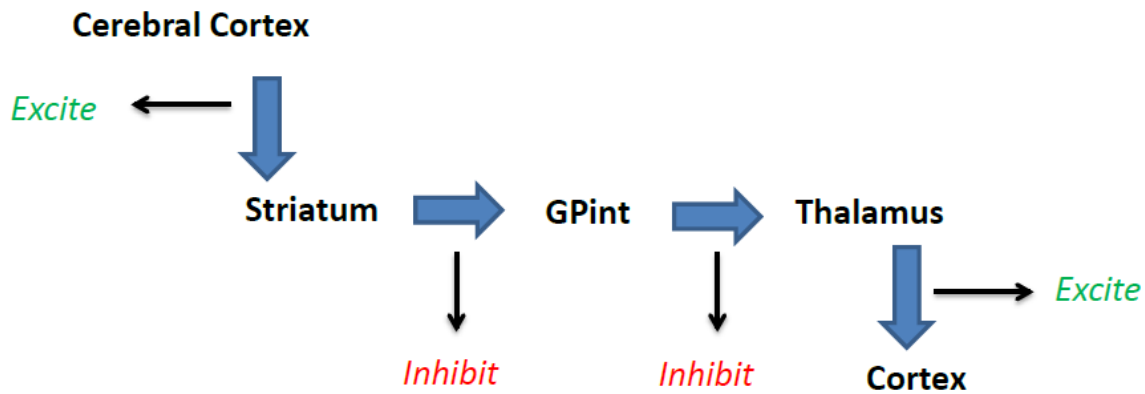 Cerebral Cortex
Excite
Striatum GPint Thalamus
Excite
Inhibit Inhibit Cortex